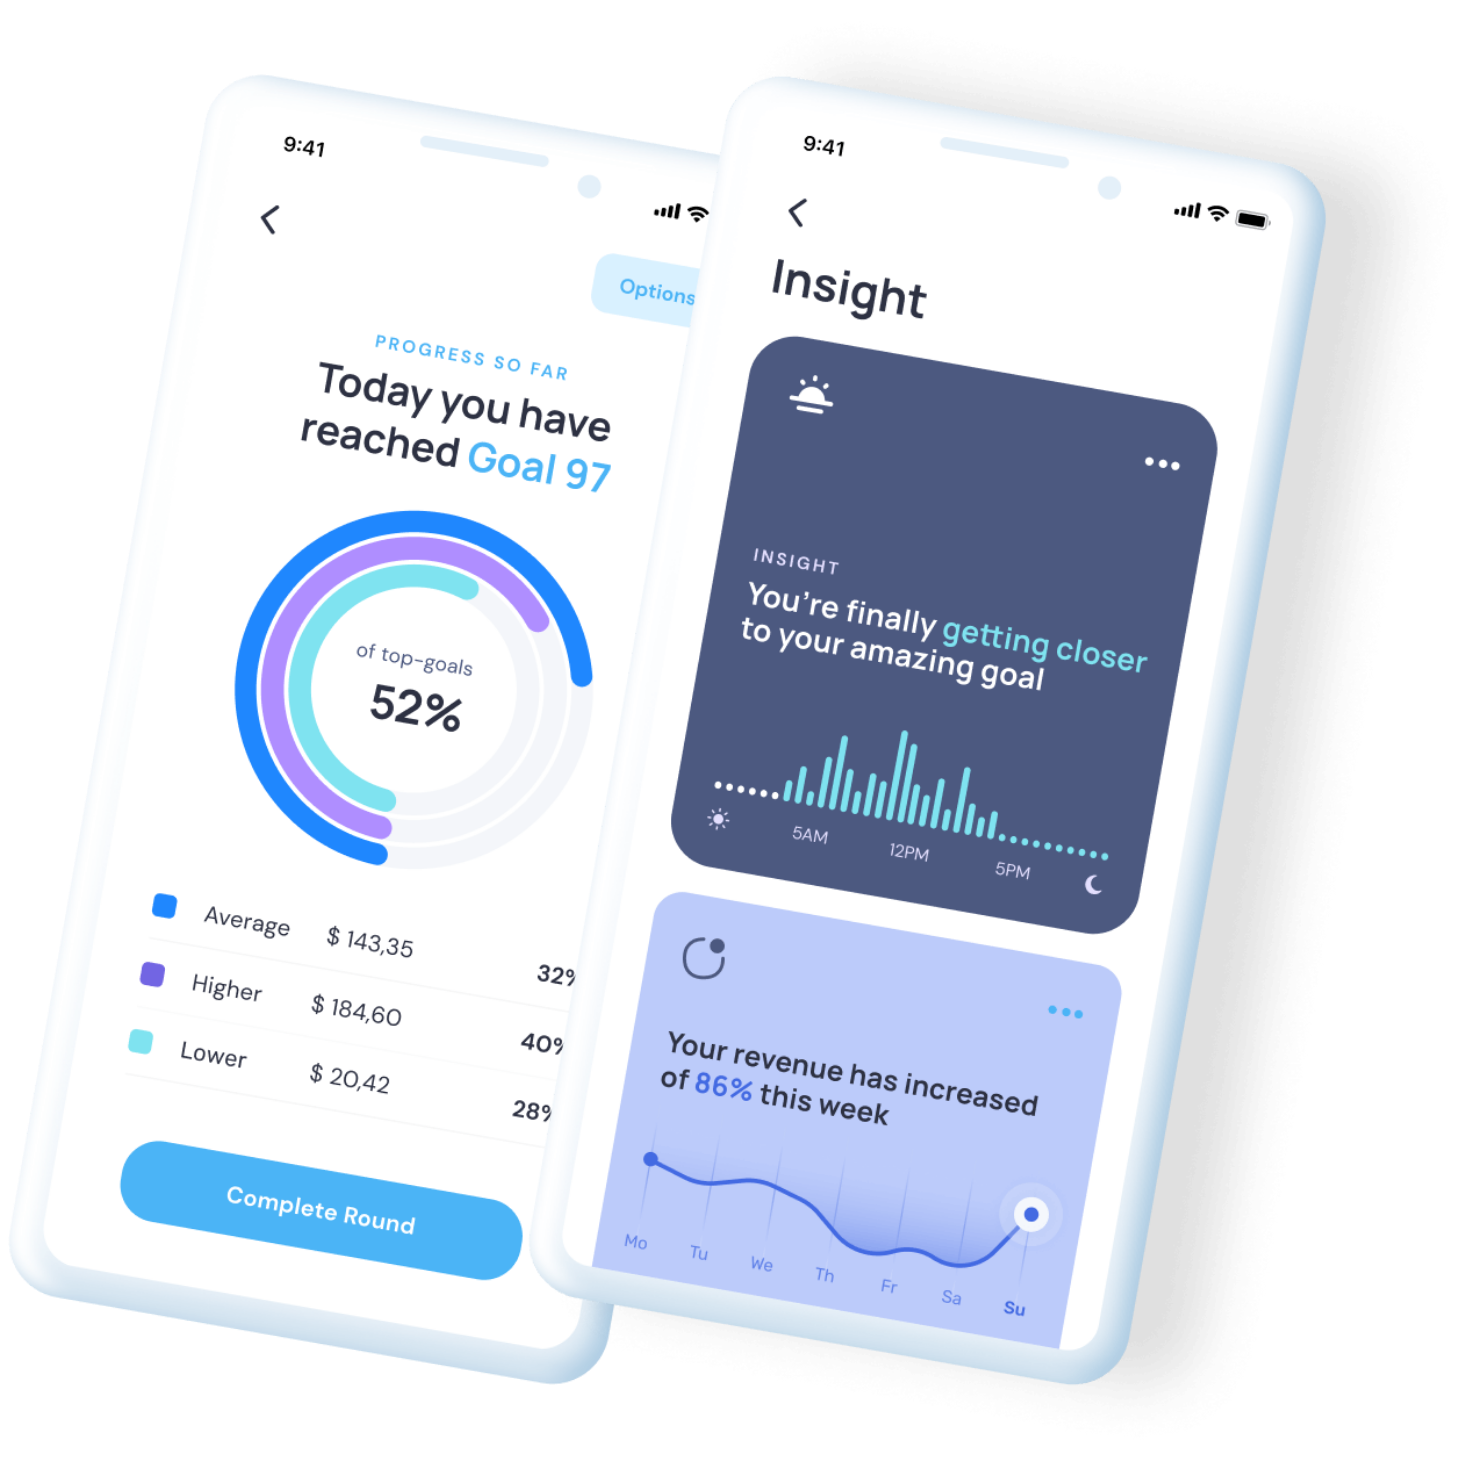 9:41
Options
PROGRESS SO FAR
Today you have
reached Goal 97
of top-goals
52%
Average $ 143,35 32%
Higher $ 184,60 40%
Lower $ 20,42 28%
Complete Round
9:41
Insight
INSIGHT
You're finally getting closer
to your amazing goal
5AM 12PM 5PM
Your revenue has increased
of 86% this week
Mo Tu We Th Fr Sa Su